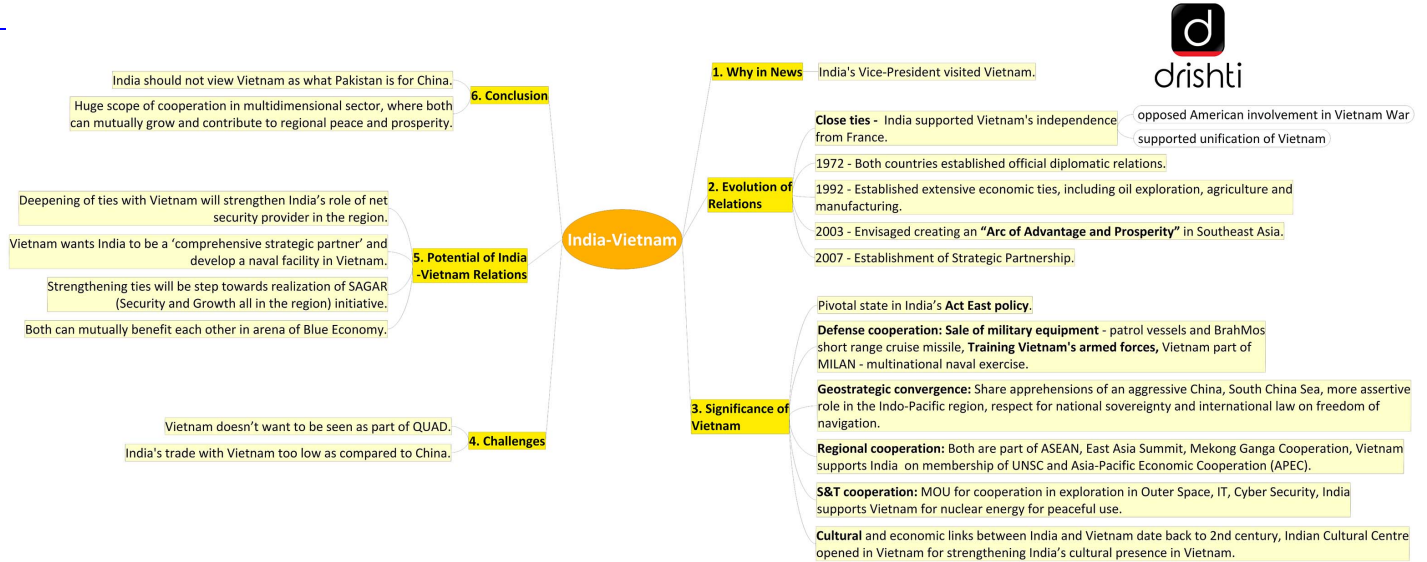 drishti
India-Vietnam
1. Why in News
India's Vice-President visited Vietnam.
2. Evolution of
Relations
Close ties - India supported Vietnam's independence
from France.
opposed American involvement in Vietnam War
supported unification of Vietnam
1972 - Both countries established official diplomatic relations.
1992 - Established extensive economic ties, including oil exploration, agriculture and
manufacturing.
2003 - Envisaged creating an “Arc of Advantage and Prosperity” in Southeast Asia.
2007 - Establishment of Strategic Partnership.
3. Significance of
Vietnam
Pivotal state in India’s Act East policy.
Defense cooperation: Sale of military equipment - patrol vessels and BrahMos
short range cruise missile, Training Vietnam's armed forces, Vietnam part of
MILAN - multinational naval exercise.
Geostrategic convergence: Share apprehensions of an aggressive China, South China Sea, more assertive
role in the Indo-Pacific region, respect for national sovereignty and international law on freedom of
navigation.
Regional cooperation: Both are part of ASEAN, East Asia Summit, Mekong Ganga Cooperation, Vietnam
supports India on membership of UNSC and Asia-Pacific Economic Cooperation (APEC).
S&T cooperation: MOU for cooperation in exploration in Outer Space, IT, Cyber Security, India
supports Vietnam for nuclear energy for peaceful use.
Cultural and economic links between India and Vietnam date back to 2nd century, Indian Cultural Centre
opened in Vietnam for strengthening India’s cultural presence in Vietnam.
4. Challenges
Vietnam doesn’t want to be seen as part of QUAD.
India's trade with Vietnam too low as compared to China.
5. Potential of India
-Vietnam Relations
Deepening of ties with Vietnam will strengthen India’s role of net
security provider in the region.
Vietnam wants India to be a ‘comprehensive strategic partner’ and
develop a naval facility in Vietnam.
Strengthening ties will be step towards realization of SAGAR
(Security and Growth all in the region) initiative.
Both can mutually benefit each other in arena of Blue Economy.
6. Conclusion
India should not view Vietnam as what Pakistan is for China.
Huge scope of cooperation in multidimensional sector, where both
can mutually grow and contribute to regional peace and prosperity.